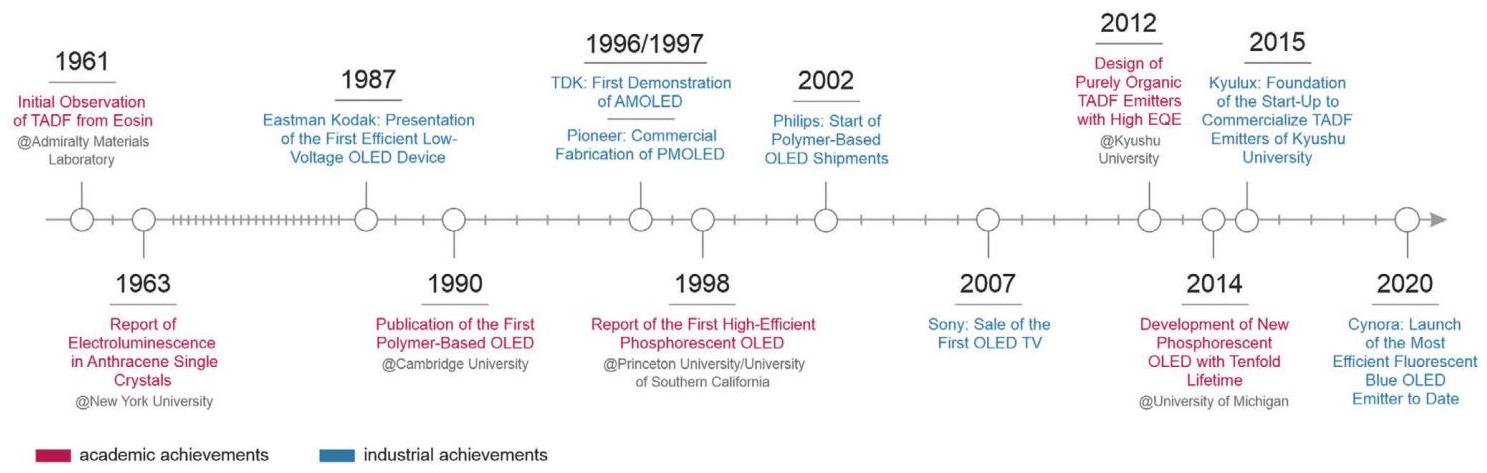 1961
Initial Observation
of TADF from Eosin
@Admiralty Materials
Laboratory
1963
Report of
Electroluminescence
in Anthracene Single
Crystals
@New York University
1987
Eastman Kodak: Presentation
of the First Efficient Low-
Voltage OLED Device
1990
Publication of the First
Polymer-Based OLED
@Cambridge University
1996/1997
TDK: First Demonstration
of AMOLED
Pioneer: Commercial
Fabrication of PMOLED
1998
Report of the First High-Efficient
Phosphorescent OLED
@Princeton University/University
of Southern California
2002
Philips: Start of
Polymer-Based
OLED Shipments
2007
Sony: Sale of the
First OLED TV
2012
Design of
Purely Organic
TADF Emitters
with High EQE
@Kyushu
University
2014
Development of New
Phosphorescent
OLED with Tenfold
Lifetime
@University of Michigan
2015
Kyulux: Foundation
of the Start-Up to
Commercialize TADF
Emitters of Kyushu
University
2020
Cynora: Launch
of the Most
Efficient Fluorescent
Blue OLED
Emitter to Date
academic achievements
industrial achievements